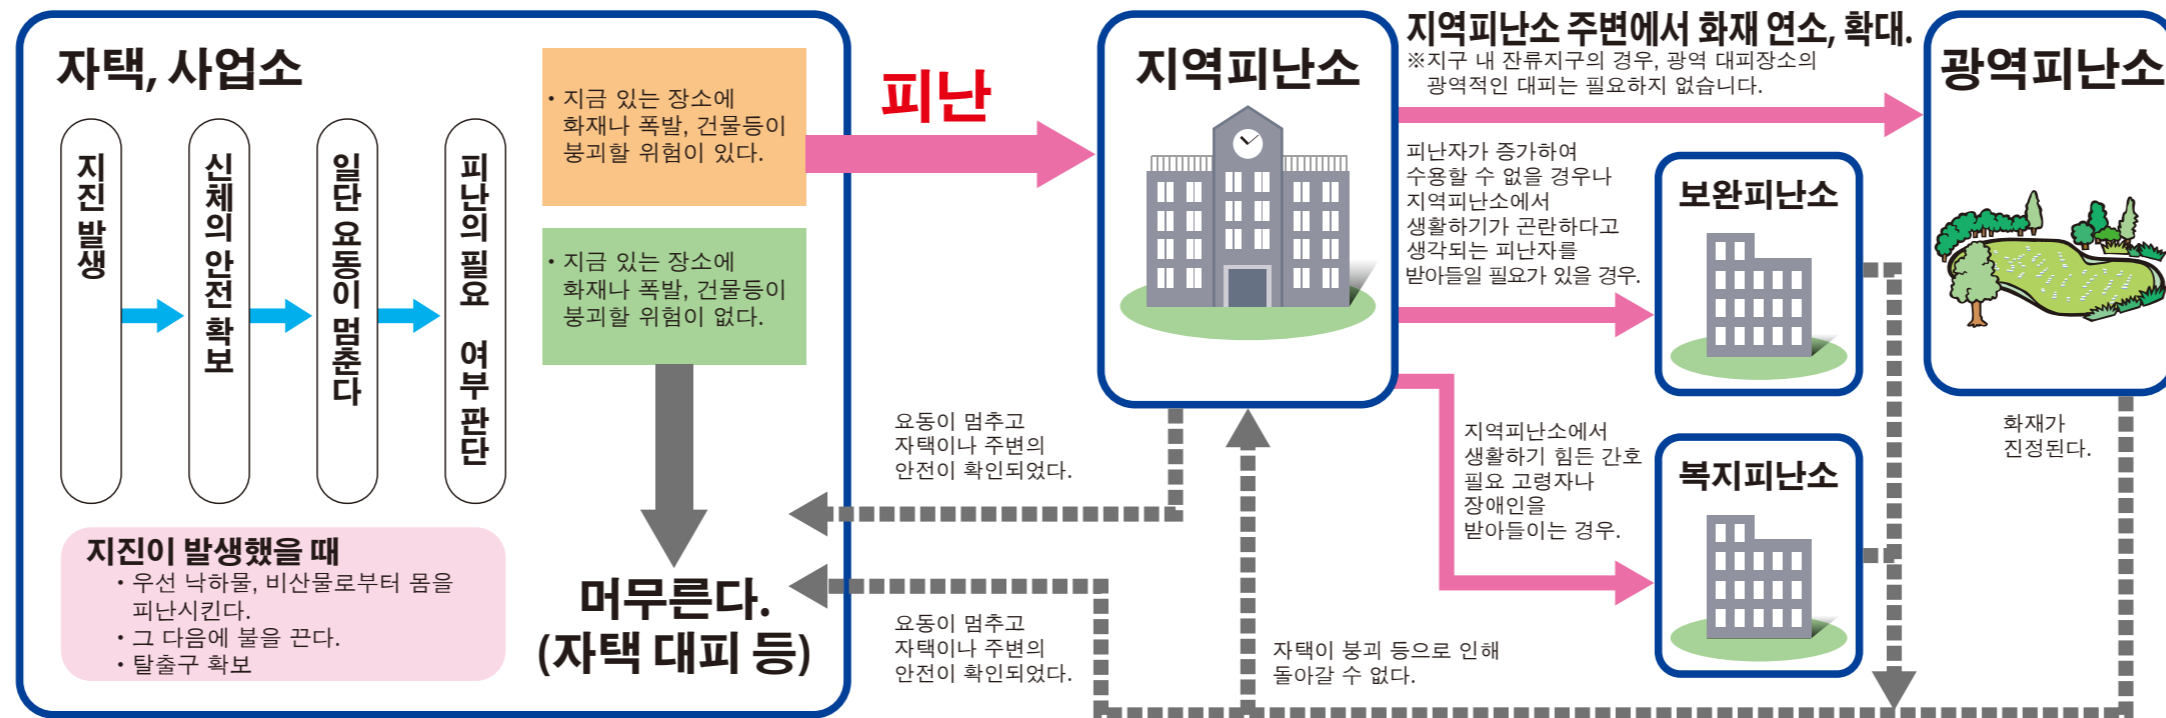 자택, 사업소
지진 발생
신체의 안전 확보
일단 요동이 멈춘다
피난의 필요 여부 판단
• 지금 있는 장소에
화재나 폭발, 건물등이
붕괴할 위험이 있다.
• 지금 있는 장소에
화재나 폭발, 건물등이
붕괴할 위험이 없다.
지진이 발생했을 때
• 우선 낙하물, 비산물로부터 몸을
피난시킨다.
• 그 다음에 불을 끈다.
• 탈출구 확보
머무른다.
(자택 대피 등)
피난
지역피난소
요동이 멈추고
자택이나 주변의
안전이 확인되었다.
요동이 멈추고
자택이나 주변의
안전이 확인되었다.
자택이 붕괴 등으로 인해
돌아갈 수 없다.
지역피난소 주변에서 화재 연소, 확대.
※지구 내 잔류지구의 경우, 광역 대피장소의
광역적인 대피는 필요하지 없습니다.
피난자가 증가하여
수용할 수 없을 경우나
지역피난소에서
생활하기가 곤란하다고
생각되는 피난자를
받아들일 필요가 있을 경우.
보완피난소
지역피난소에서
생활하기 힘든 간호
필요 고령자나
장애인을
받아들이는 경우.
복지피난소
광역피난소
화재가
진정된다.